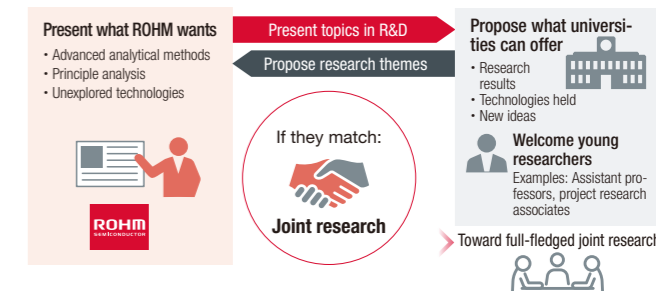 Present what ROHM wants
• Advanced analytical methods
• Principle analysis
• Unexplored technologies
ROHM
SEMICONDUCTOR
Present topics in R&D
Propose research themes
If they match:
Joint research
Propose what universi-
ties can offer
• Research
results
• Technologies held
• New ideas
Welcome young
researchers
Examples: Assistant pro-
fessors, project research
associates
Toward full-fledged joint research